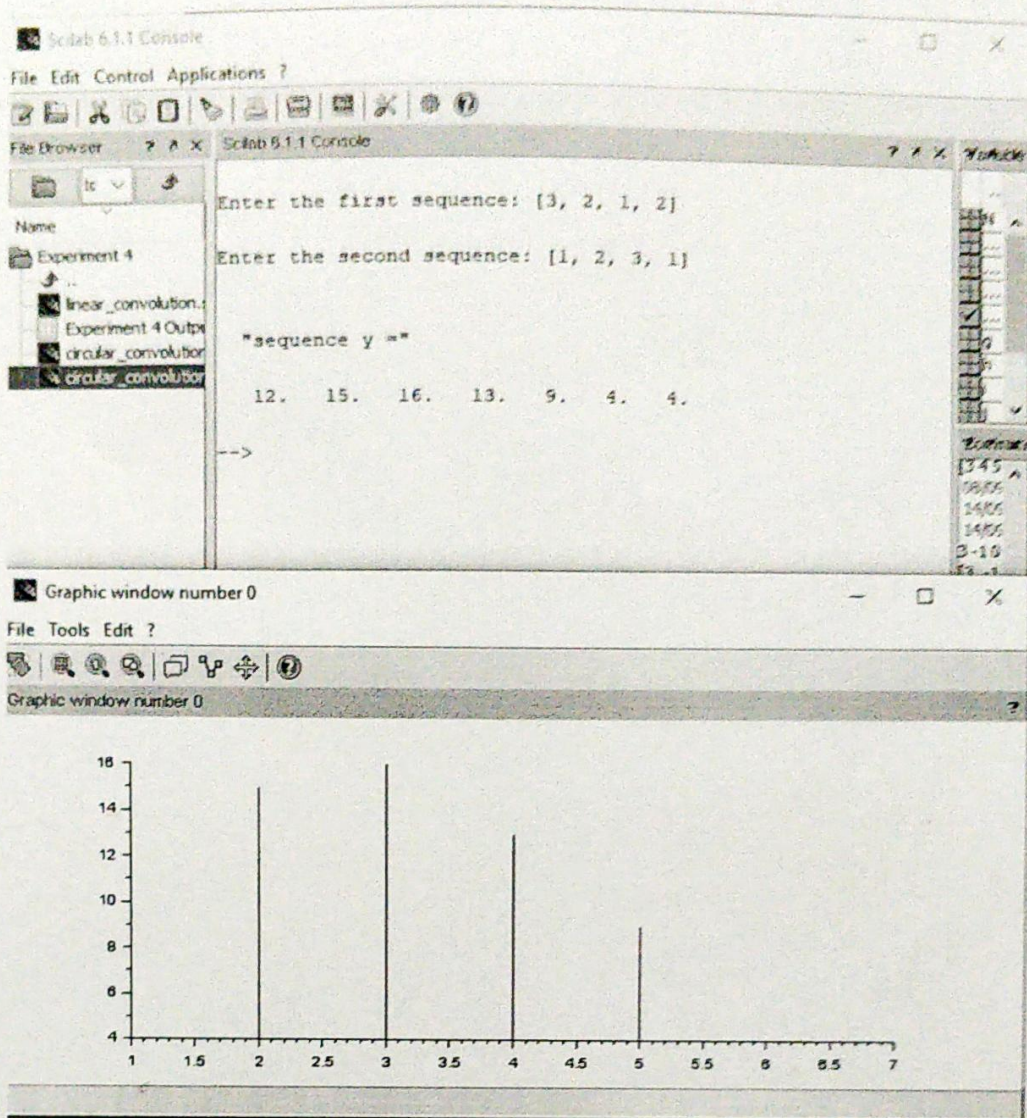 Scilab 6.1.1 Console
File Edit Control Applications ?
File Browser ? X Scilab 6.1.1 Console ? X
Name
Experiment 4
..
linear_convolution.
Experiment 4 Outp
circular_convolution
circular_convolution
Enter the first sequence: [3, 2, 1, 2]
Enter the second sequence: [1, 2, 3, 1]
"sequence y ="
12. 15. 16. 13. 9. 4. 4.
-->
Graphic window number 0
File Tools Edit ?
Graphic window number 0 ?
16
14
12
10
8
6
4
1 1.5 2 2.5 3 3.5 4 4.5 5 5.5 6 6.5 7